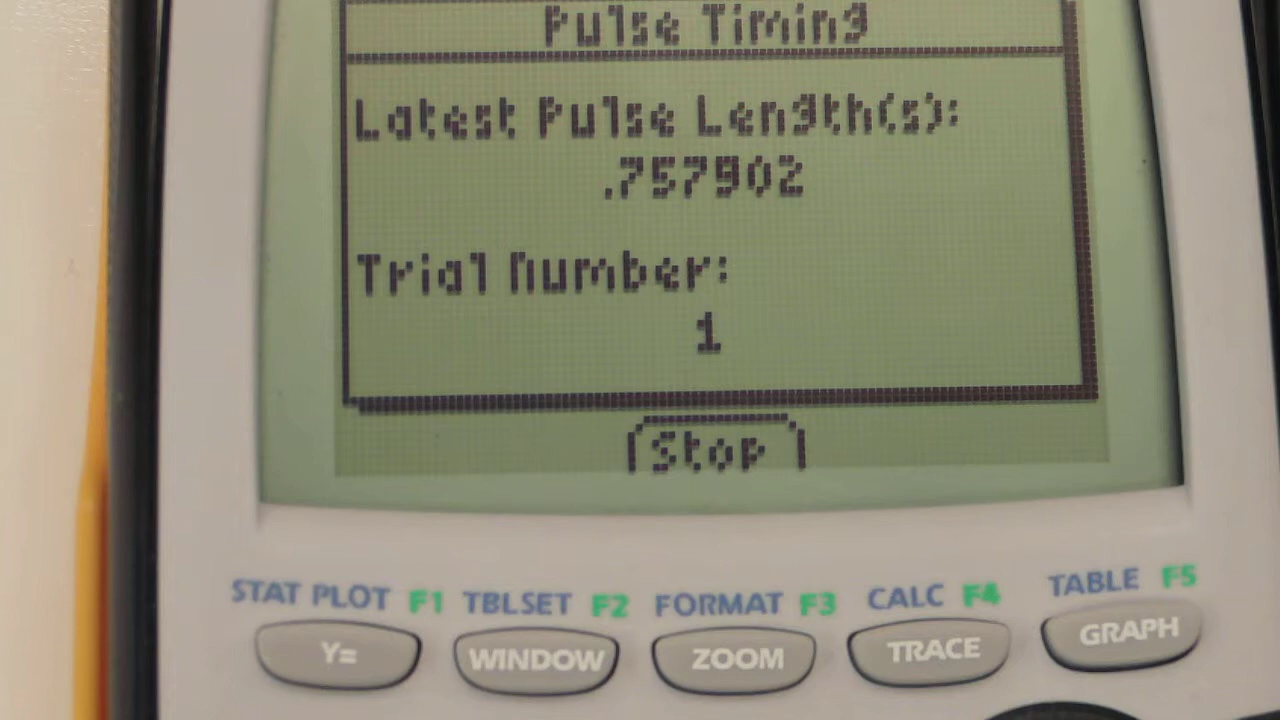 Pulse Timing
Latest Pulse Length(s):
.757902
Trial Number:
1
Stop
STAT PLOT F1 TBLSET F2 FORMAT F3 CALC F4 TABLE F5
Y= WINDOW ZOOM TRACE GRAPH